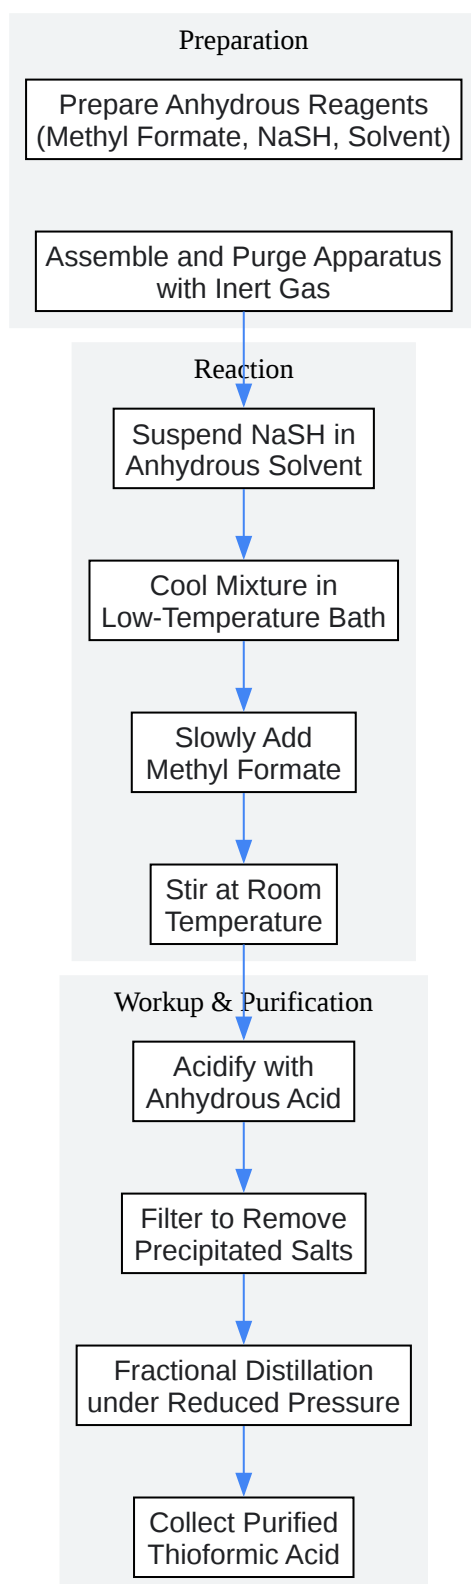 Preparation
Prepare Anhydrous Reagents
(Methyl Formate, NaSH, Solvent)
Assemble and Purge Apparatus
with Inert Gas
Reaction
Suspend NaSH in
Anhydrous Solvent
Cool Mixture in
Low-Temperature Bath
Slowly Add
Methyl Formate
Stir at Room
Temperature
Workup & Purification
Acidify with
Anhydrous Acid
Filter to Remove
Precipitated Salts
Fractional Distillation
under Reduced Pressure
Collect Purified
Thioformic Acid